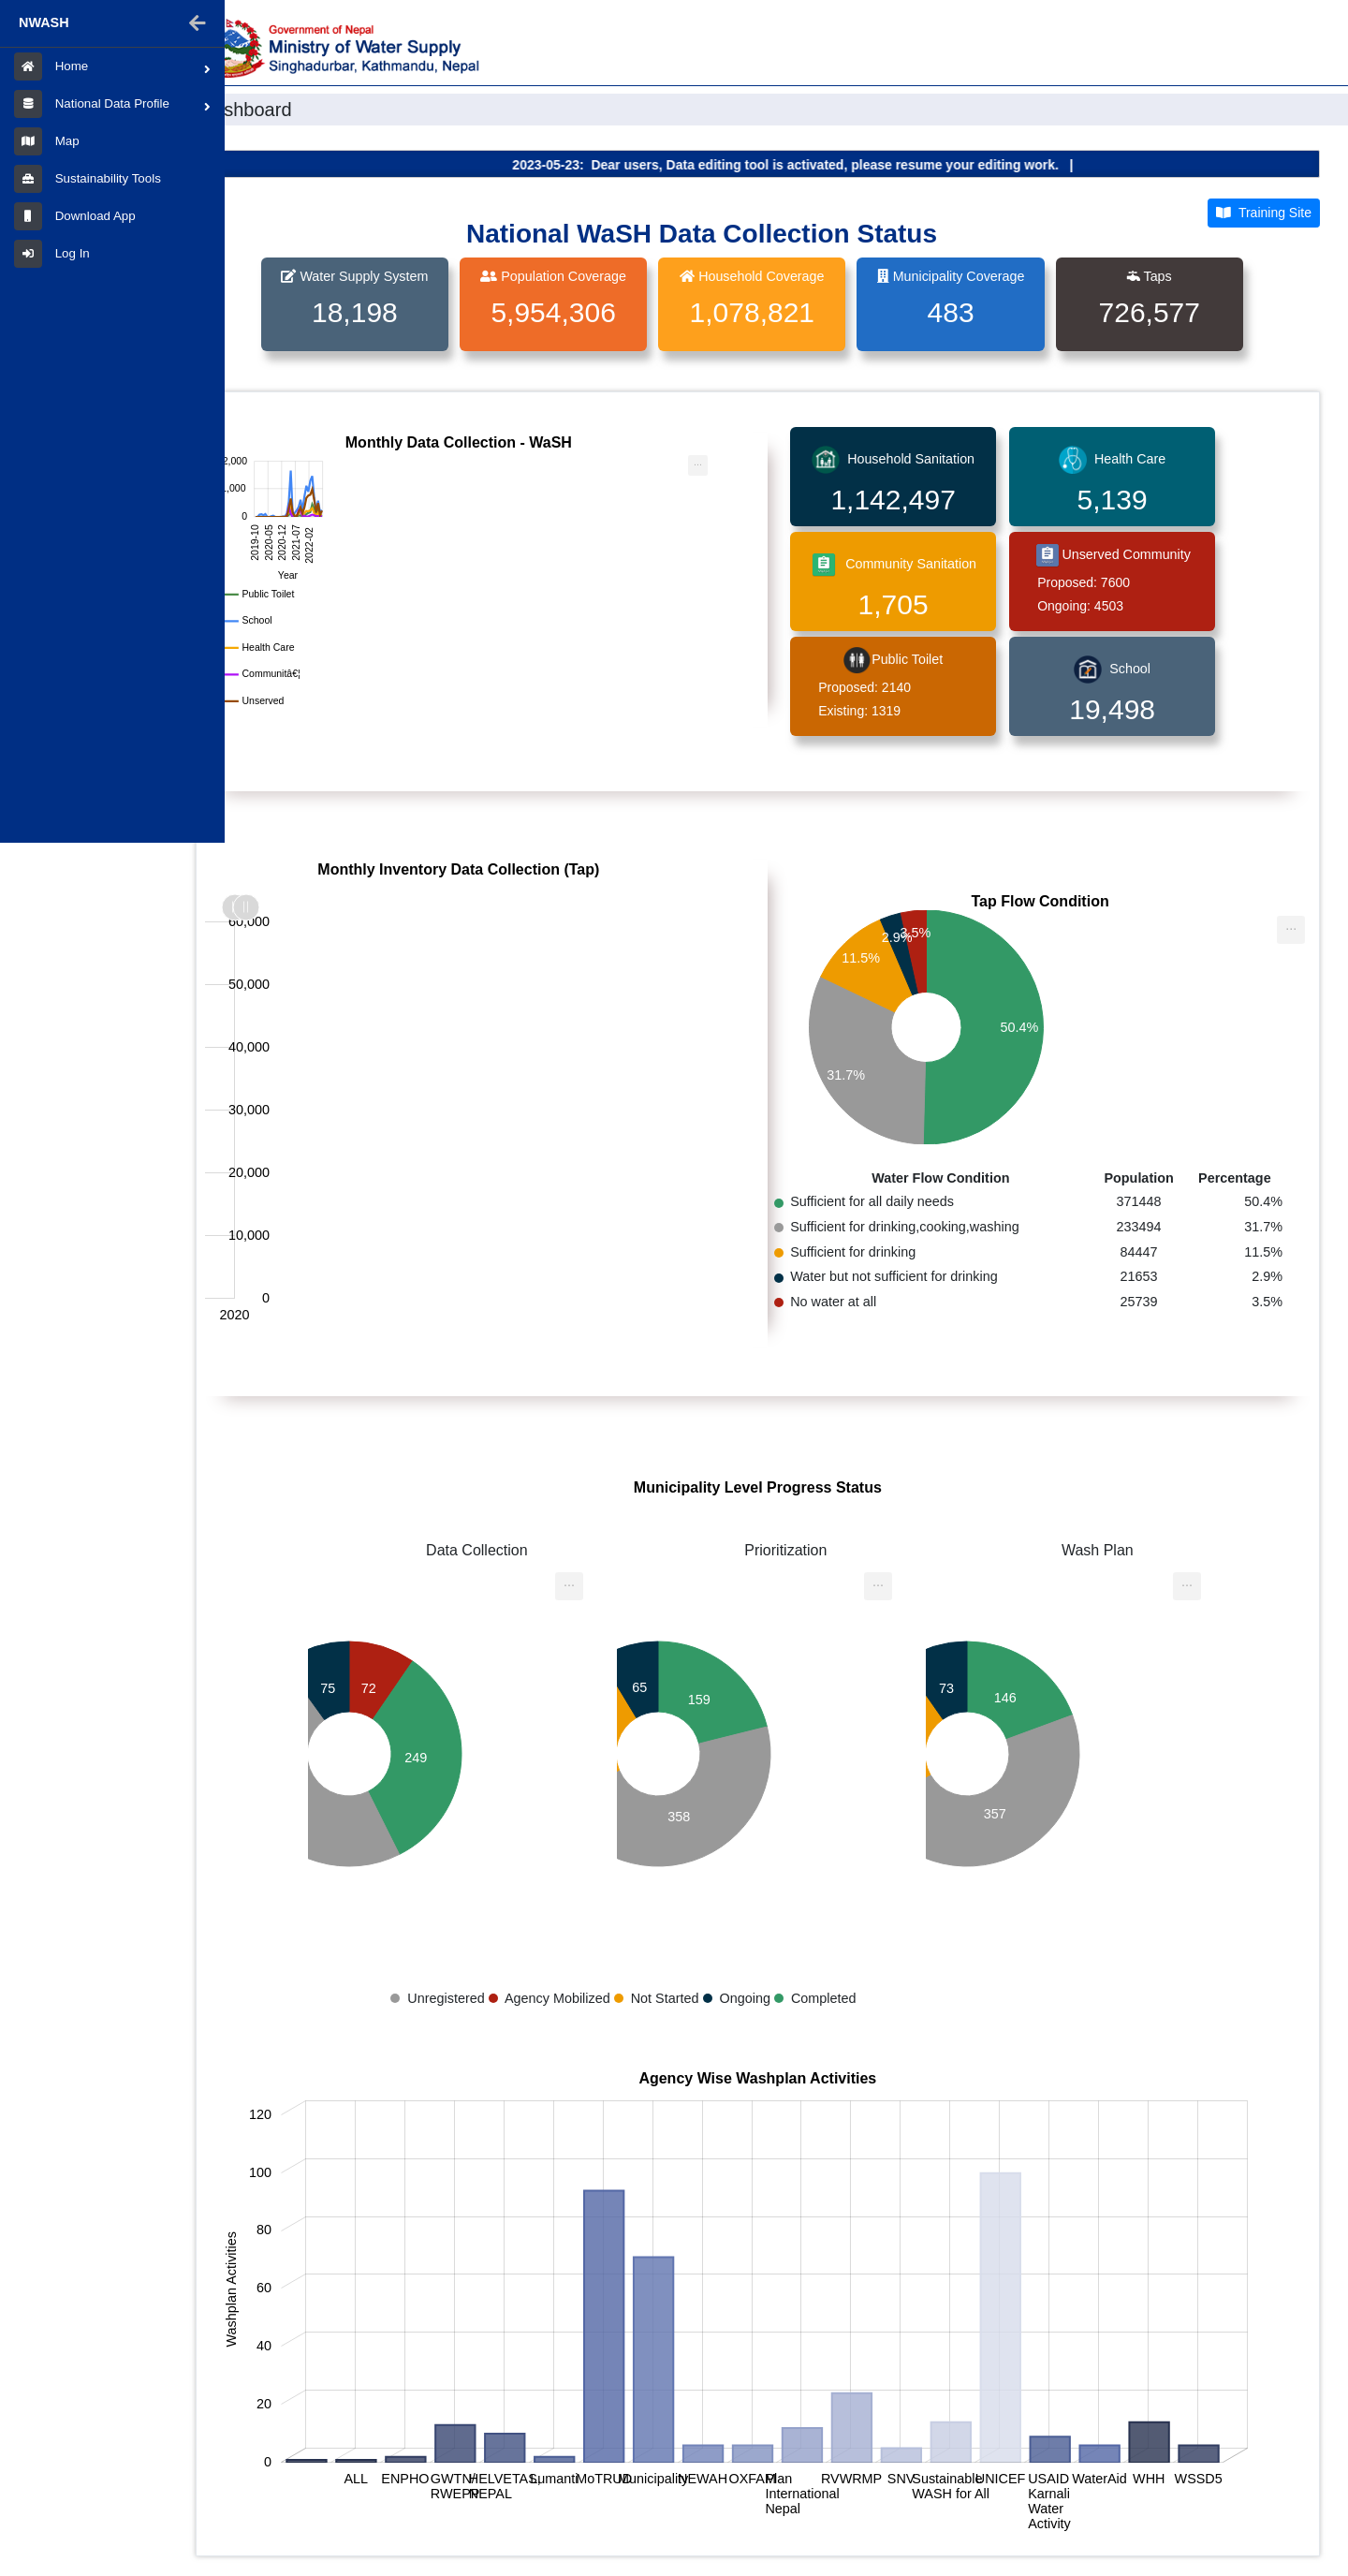 NWASH
Home
National Data Profile
Map
Sustainability Tools
Download App
Log In
Government of Nepal
Ministry of Water Supply
Singhadurbar, Kathmandu, Nepal
shboard
2023-05-23: Dear users, Data editing tool is activated, please resume your editing work. |
Training Site
National WaSH Data Collection Status
Water Supply System
18,198
Population Coverage
5,954,306
Household Coverage
1,078,821
Municipality Coverage
483
Taps
726,577
Monthly Data Collection - WaSH
...
2,000
1,000
0
2019-10
2020-05
2020-12
2021-07
2022-02
Year
Public Toilet
School
Health Care
Communitâ€¦
Unserved
Household Sanitation
1,142,497
Health Care
5,139
Community Sanitation
1,705
Unserved Community
Proposed: 7600
Ongoing: 4503
Public Toilet
Proposed: 2140
Existing: 1319
School
19,498
Monthly Inventory Data Collection (Tap)
60,000
50,000
40,000
30,000
20,000
10,000
0
2020
Tap Flow Condition
...
3.5%
2.9%
11.5%
50.4%
31.7%
Water Flow Condition Population Percentage
Sufficient for all daily needs 371448 50.4%
Sufficient for drinking,cooking,washing 233494 31.7%
Sufficient for drinking 84447 11.5%
Water but not sufficient for drinking 21653 2.9%
No water at all 25739 3.5%
Municipality Level Progress Status
Data Collection
Prioritization
Wash Plan
...
...
...
75
72
249
65
159
358
73
146
357
Unregistered Agency Mobilized Not Started Ongoing Completed
Agency Wise Washplan Activities
120
100
80
60
40
20
0
Washplan Activities
ALL
ENPHO
GWTN/
RWEPP
HELVETAS,
NEPAL
Lumanti
MoTRUD
Municipality
NEWAH
OXFAM
Plan
International
Nepal
RVWRMP
SNV
Sustainable
WASH for All
UNICEF
USAID
Karnali
Water
Activity
WaterAid
WHH
WSSD5